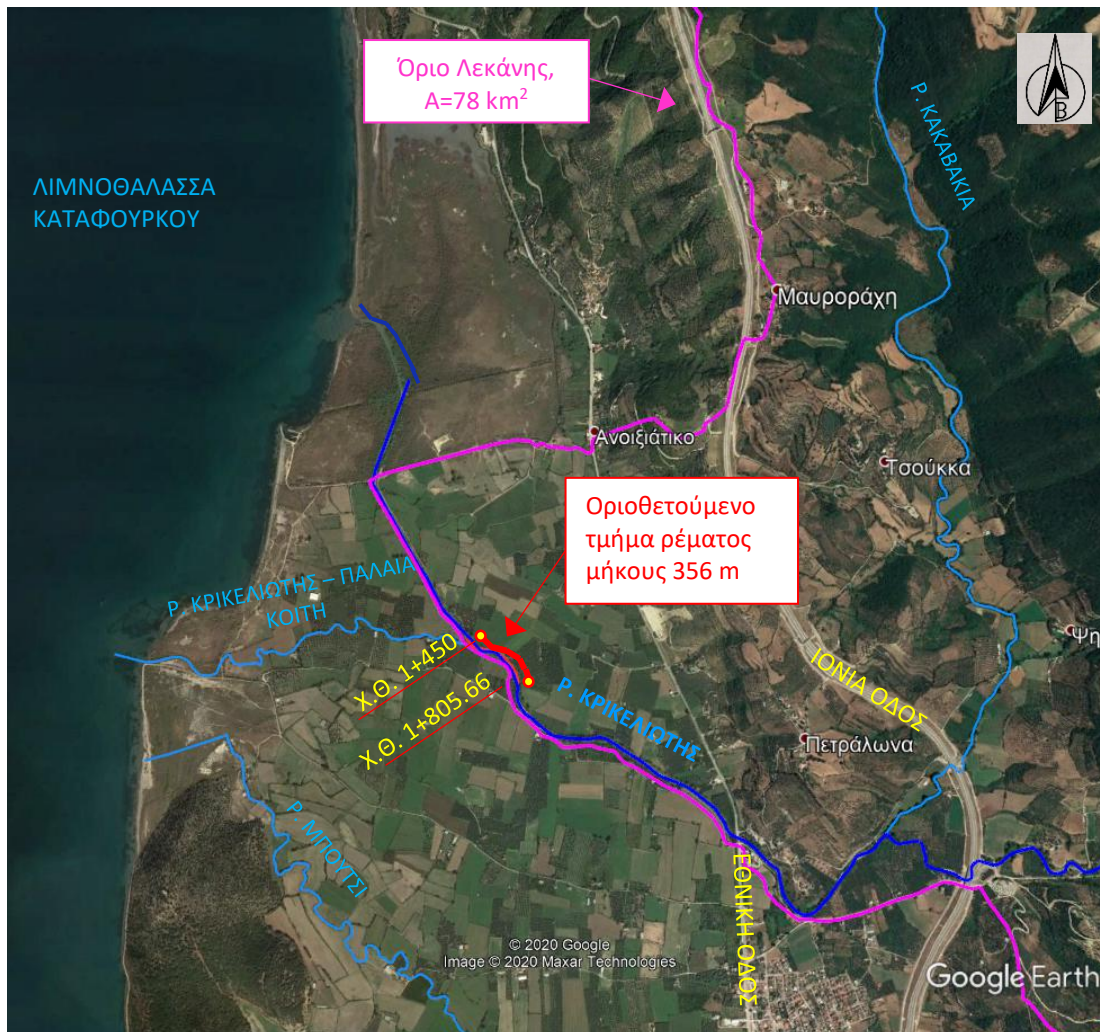 Όριο Λεκάνης,
Α=78 km²
Β
Ρ. ΚΑΚΑΒΑΚΙΑ
ΛΙΜΝΟΘΑΛΑΣΣΑ
ΚΑΤΑΦΟΥΡΚΟΥ
Μαυροράχη
Ανοιξιάτικο
Τσούκκα
Οριοθετούμενο
τμήμα ρέματος
μήκους 356 m
Ρ. ΚΡΙΚΕΛΙΩΤΗΣ – ΠΑΛΑΙΑ
ΚΟΙΤΗ
Ψη
Χ.Θ. 1+450
Χ.Θ. 1+805.66
Ρ. ΚΡΙΚΕΛΙΩΤΗΣ
ΙΟΝΙΑ ΟΔΟΣ
Πετράλωνα
Ρ. ΜΠΟΥΤΣΙ
ΕΘΝΙΚΗ ΟΔΟΣ
© 2020 Google
Image © 2020 Maxar Technologies
Google Earth